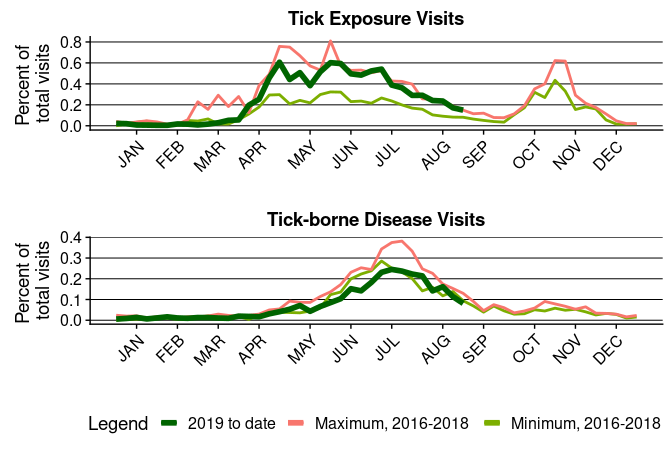 Tick Exposure Visits
Percent of
total visits
0.8
0.6
0.4
0.2
0.0
JAN FEB MAR APR MAY JUN JUL AUG SEP OCT NOV DEC
Tick-borne Disease Visits
Percent of
total visits
0.4
0.3
0.2
0.1
0.0
JAN FEB MAR APR MAY JUN JUL AUG SEP OCT NOV DEC
Legend 2019 to date Maximum, 2016-2018 Minimum, 2016-2018